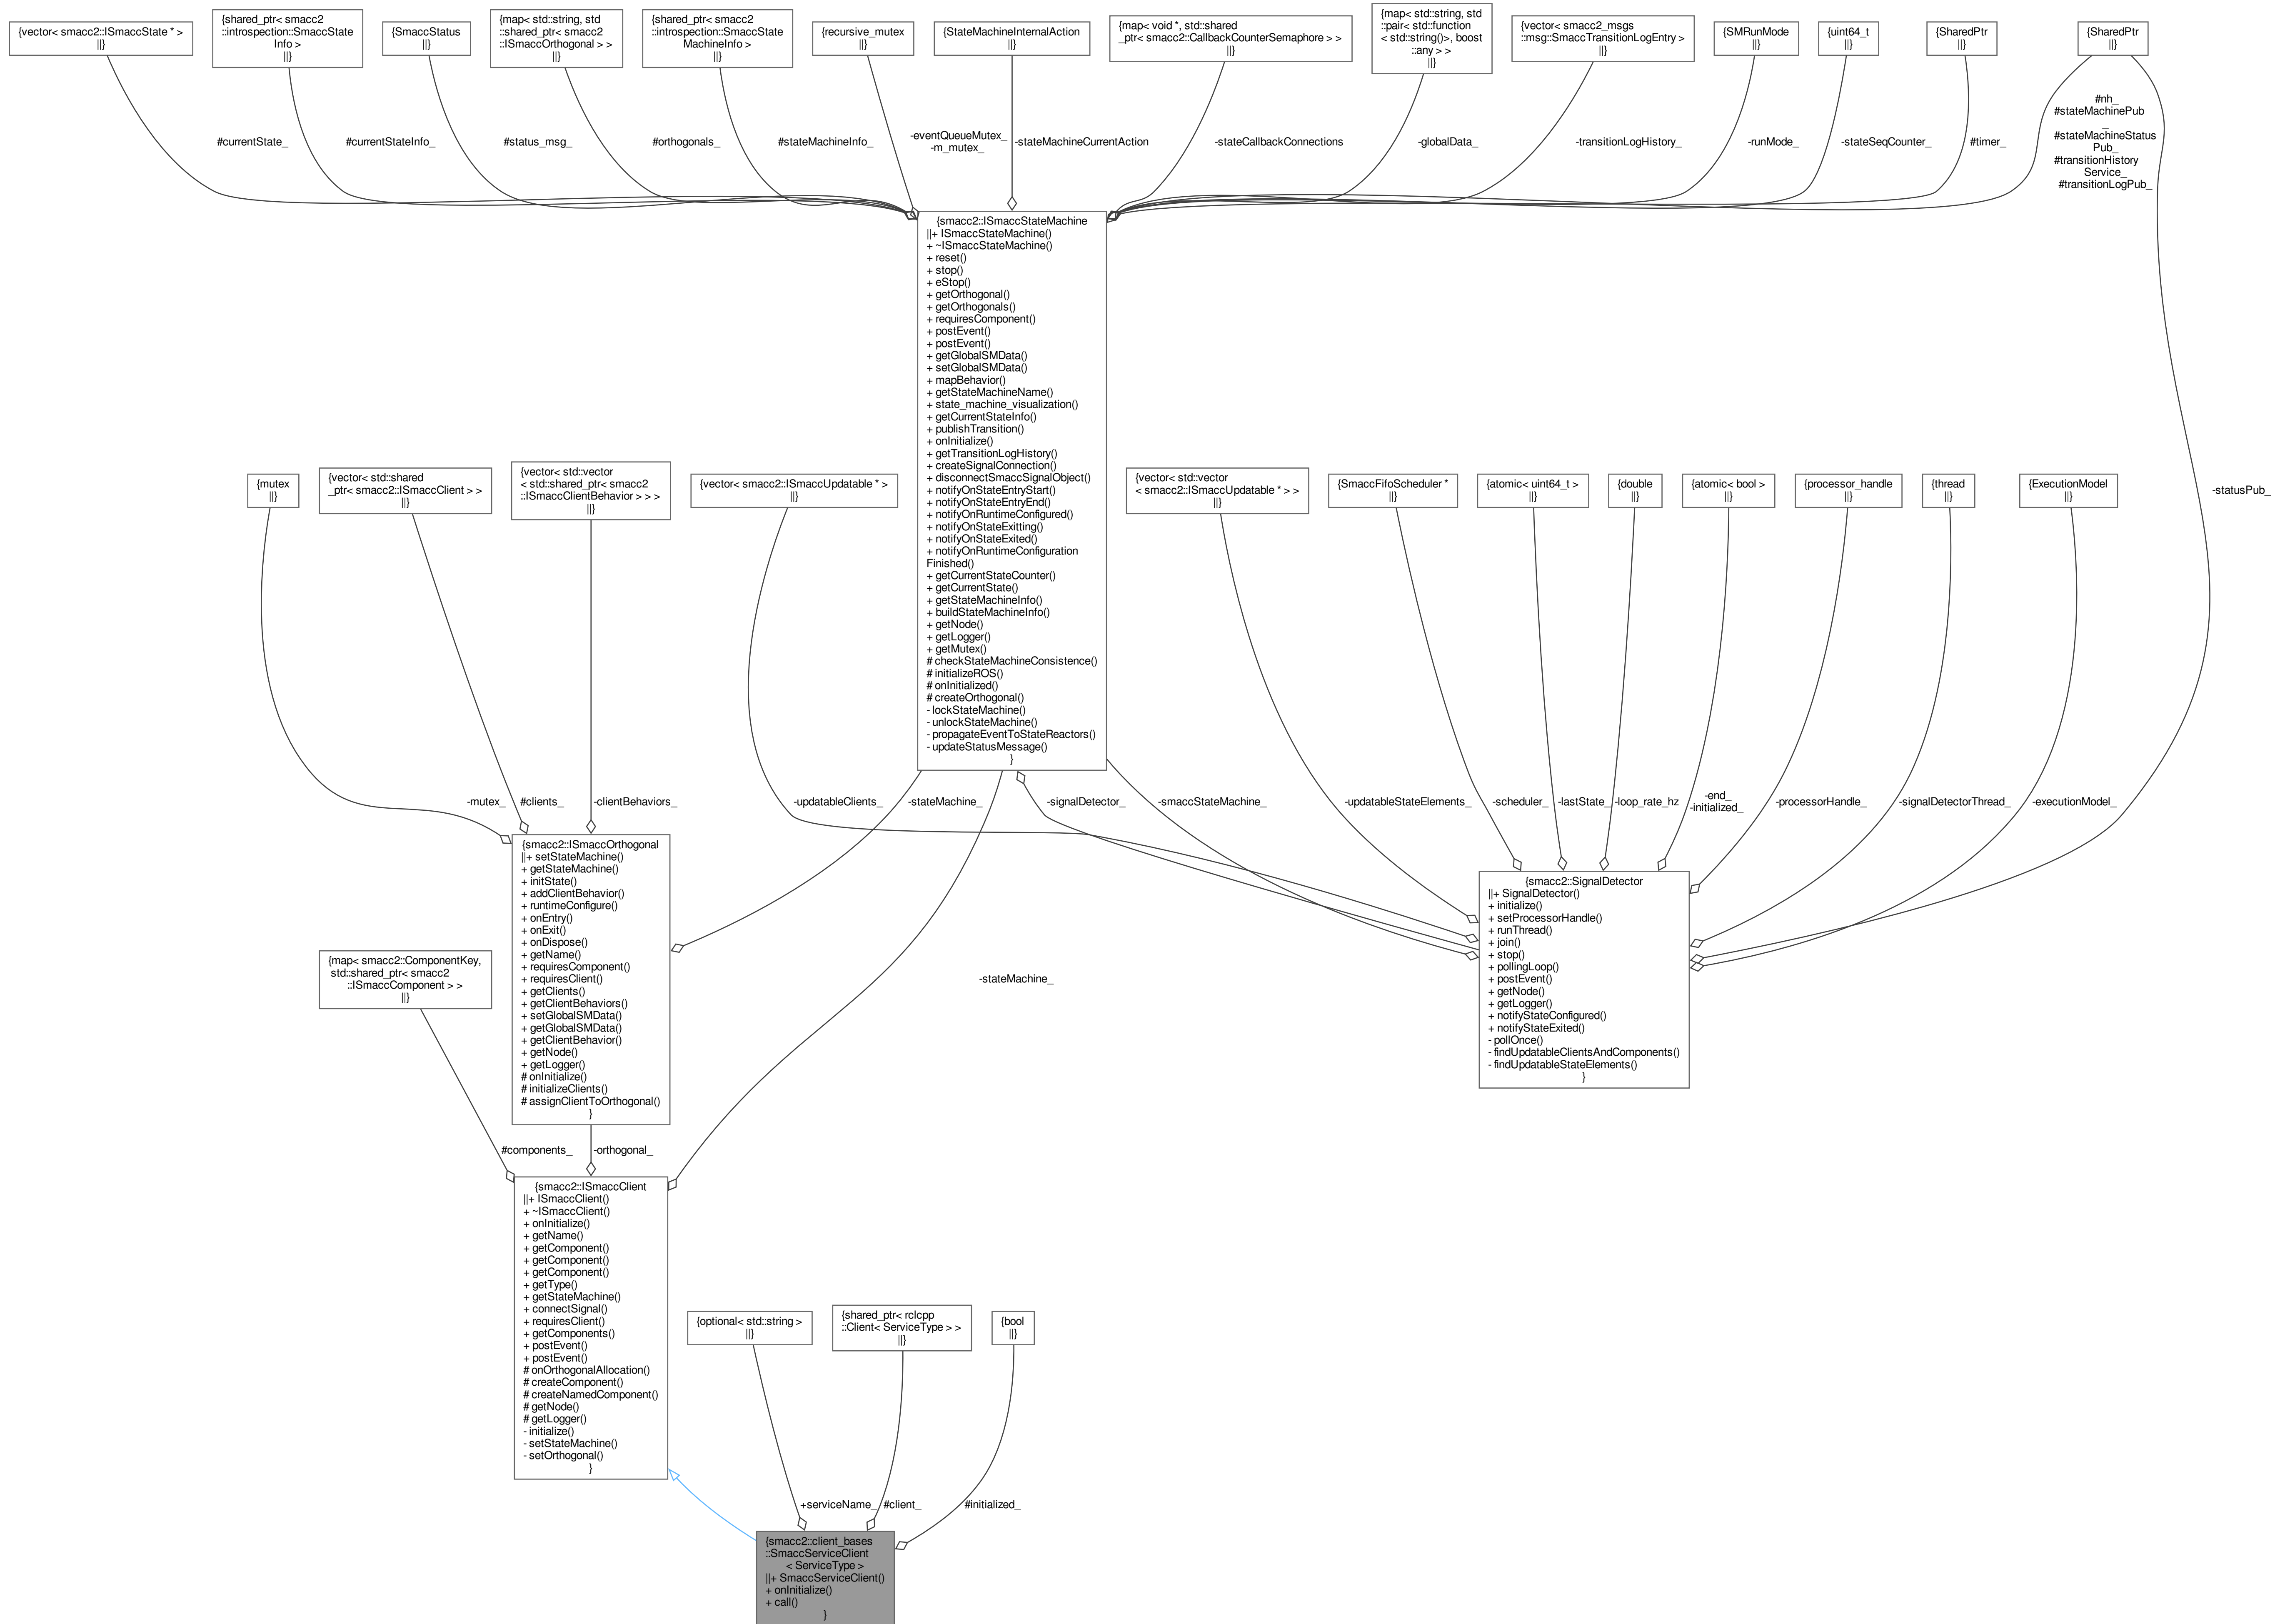 {vector< smacc2::ISmaccState * >
||}
{shared_ptr< smacc2
::introspection::SmaccState
Info >
||}
{SmaccStatus
||}
{map< std::string, std
::shared_ptr< smacc2
::ISmaccOrthogonal > >
||}
{shared_ptr< smacc2
::introspection::SmaccState
MachineInfo >
||}
{recursive_mutex
||}
{StateMachineInternalAction
||}
{map< void *, std::shared
_ptr< smacc2::CallbackCounterSemaphore > >
||}
{map< std::string, std
::pair< std::function
< std::string()>, boost
::any > >
||}
{vector< smacc2_msgs
::msg::SmaccTransitionLogEntry >
||}
{SMRunMode
||}
{uint64_t
||}
{SharedPtr
||}
{SharedPtr
||}
#currentState_
#currentStateInfo_
#status_msg_
#orthogonals_
#stateMachineInfo_
-eventQueueMutex_
-m_mutex_
-stateMachineCurrentAction
-stateCallbackConnections
-globalData_
-transitionLogHistory_
-runMode_
-stateSeqCounter_
#timer_
#nh_
#stateMachinePub
_
#stateMachineStatus
Pub_
#transitionHistory
Service_
#transitionLogPub_
{smacc2::ISmaccStateMachine
||+ ISmaccStateMachine()
+ ~ISmaccStateMachine()
+ reset()
+ stop()
+ eStop()
+ getOrthogonal()
+ getOrthogonals()
+ requiresComponent()
+ postEvent()
+ postEvent()
+ getGlobalSMData()
+ setGlobalSMData()
+ mapBehavior()
+ getStateMachineName()
+ state_machine_visualization()
+ getCurrentStateInfo()
+ publishTransition()
+ onInitialize()
+ getTransitionLogHistory()
+ createSignalConnection()
+ disconnectSmaccSignalObject()
+ notifyOnStateEntryStart()
+ notifyOnStateEntryEnd()
+ notifyOnRuntimeConfigured()
+ notifyOnStateExitting()
+ notifyOnStateExited()
+ notifyOnRuntimeConfiguration
Finished()
+ getCurrentStateCounter()
+ getCurrentState()
+ getStateMachineInfo()
+ buildStateMachineInfo()
+ getNode()
+ getLogger()
+ getMutex()
# checkStateMachineConsistence()
# initializeROS()
# onInitialized()
# createOrthogonal()
- lockStateMachine()
- unlockStateMachine()
- propagateEventToStateReactors()
- updateStatusMessage()
}
{mutex
||}
{vector< std::shared
_ptr< smacc2::ISmaccClient > >
||}
{vector< std::vector
< std::shared_ptr< smacc2
::ISmaccClientBehavior > > >
||}
{vector< smacc2::ISmaccUpdatable * >
||}
{vector< std::vector
< smacc2::ISmaccUpdatable * > >
||}
{SmaccFifoScheduler *
||}
{atomic< uint64_t >
||}
{double
||}
{atomic< bool >
||}
{processor_handle
||}
{thread
||}
{ExecutionModel
||}
-statusPub_
-mutex_
#clients_
-clientBehaviors_
-updatableClients_
-stateMachine_
-signalDetector_
-smaccStateMachine_
-updatableStateElements_
-scheduler_
-lastState_
-loop_rate_hz
-end_
-initialized_
-processorHandle_
-signalDetectorThread_
-executionModel_
{smacc2::ISmaccOrthogonal
||+ setStateMachine()
+ getStateMachine()
+ initState()
+ addClientBehavior()
+ runtimeConfigure()
+ onEntry()
+ onExit()
+ onDispose()
+ getName()
+ requiresComponent()
+ requiresClient()
+ getClients()
+ getClientBehaviors()
+ setGlobalSMData()
+ getGlobalSMData()
+ getClientBehavior()
+ getNode()
+ getLogger()
# onInitialize()
# initializeClients()
# assignClientToOrthogonal()
}
{smacc2::SignalDetector
||+ SignalDetector()
+ initialize()
+ setProcessorHandle()
+ runThread()
+ join()
+ stop()
+ pollingLoop()
+ postEvent()
+ getNode()
+ getLogger()
+ notifyStateConfigured()
+ notifyStateExited()
- pollOnce()
- findUpdatableClientsAndComponents()
- findUpdatableStateElements()
}
{map< smacc2::ComponentKey,
std::shared_ptr< smacc2
::ISmaccComponent > >
||}
-stateMachine_
#components_
-orthogonal_
{smacc2::ISmaccClient
||+ ISmaccClient()
+ ~ISmaccClient()
+ onInitialize()
+ getName()
+ getComponent()
+ getComponent()
+ getComponent()
+ getType()
+ getStateMachine()
+ connectSignal()
+ requiresClient()
+ getComponents()
+ postEvent()
+ postEvent()
# onOrthogonalAllocation()
# createComponent()
# createNamedComponent()
# getNode()
# getLogger()
- initialize()
- setStateMachine()
- setOrthogonal()
}
{optional< std::string >
||}
{shared_ptr< rclcpp
::Client< ServiceType > >
||}
{bool
||}
+serviceName_
#client_
#initialized_
{smacc2::client_bases
::SmaccServiceClient
< ServiceType >
||+ SmaccServiceClient()
+ onInitialize()
+ call()
}